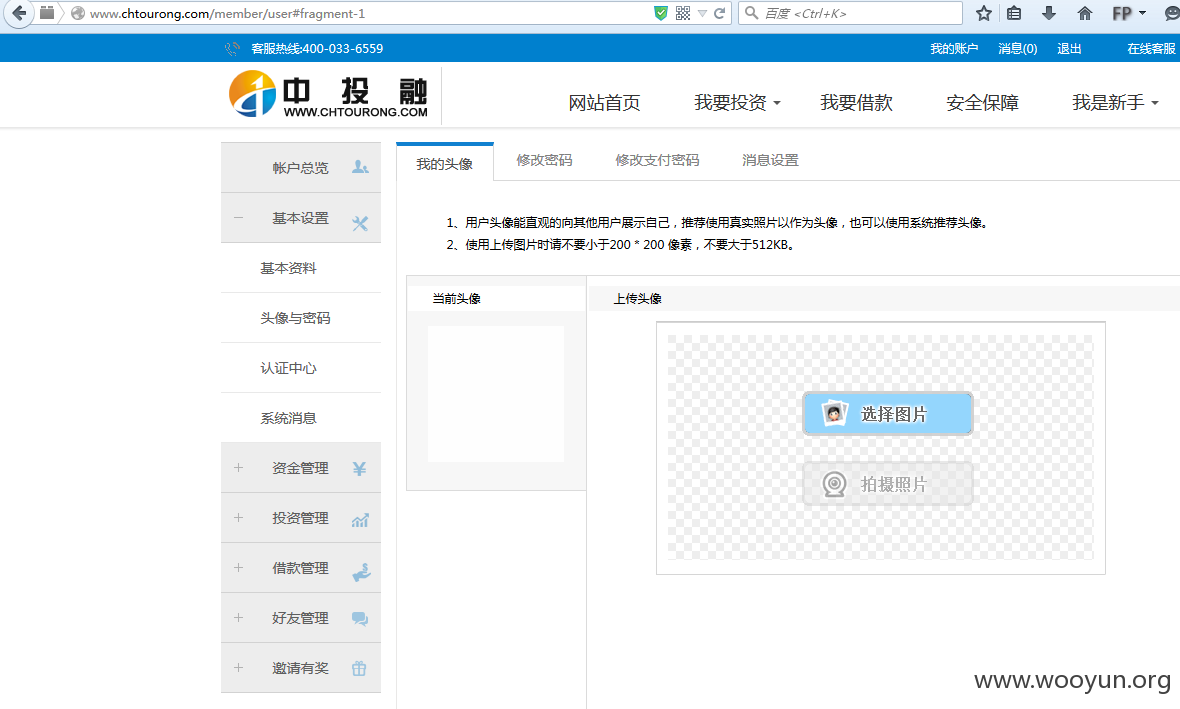 www.chtourong.com/member/user#fragment-1
百度 <Ctrl+K>
FP
客服热线:400-033-6559
我的账户 消息(0) 退出 在线客服
中投融
WWW.CHTOURONG.COM
网站首页 我要投资 我要借款 安全保障 我是新手
帐户总览
基本设置
基本资料
头像与密码
认证中心
系统消息
资金管理
投资管理
借款管理
好友管理
邀请有奖
我的头像 修改密码 修改支付密码 消息设置
1、用户头像能直观的向其他用户展示自己，推荐使用真实照片以作为头像，也可以使用系统推荐头像。
2、使用上传图片时请不要小于200 * 200 像素，不要大于512KB。
当前头像
上传头像
选择图片
拍摄照片
www.wooyun.org